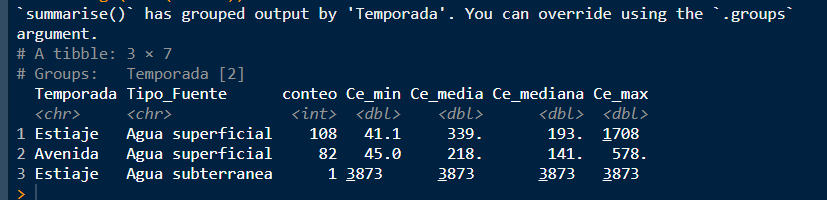 `summarise()` has grouped output by 'Temporada'. You can override using the `.groups`
argument.
# A tibble: 3 × 7
# Groups:   Temporada [2]
  Temporada Tipo_Fuente      conteo Ce_min Ce_media Ce_mediana Ce_max
  <chr>     <chr>             <int>  <dbl>    <dbl>      <dbl>  <dbl>
1 Estiaje   Agua superficial    108   41.1     339.       193.  1708
2 Avenida   Agua superficial     82   45.0     218.       141.   578.
3 Estiaje   Agua subterranea      1 3873      3873       3873   3873
>